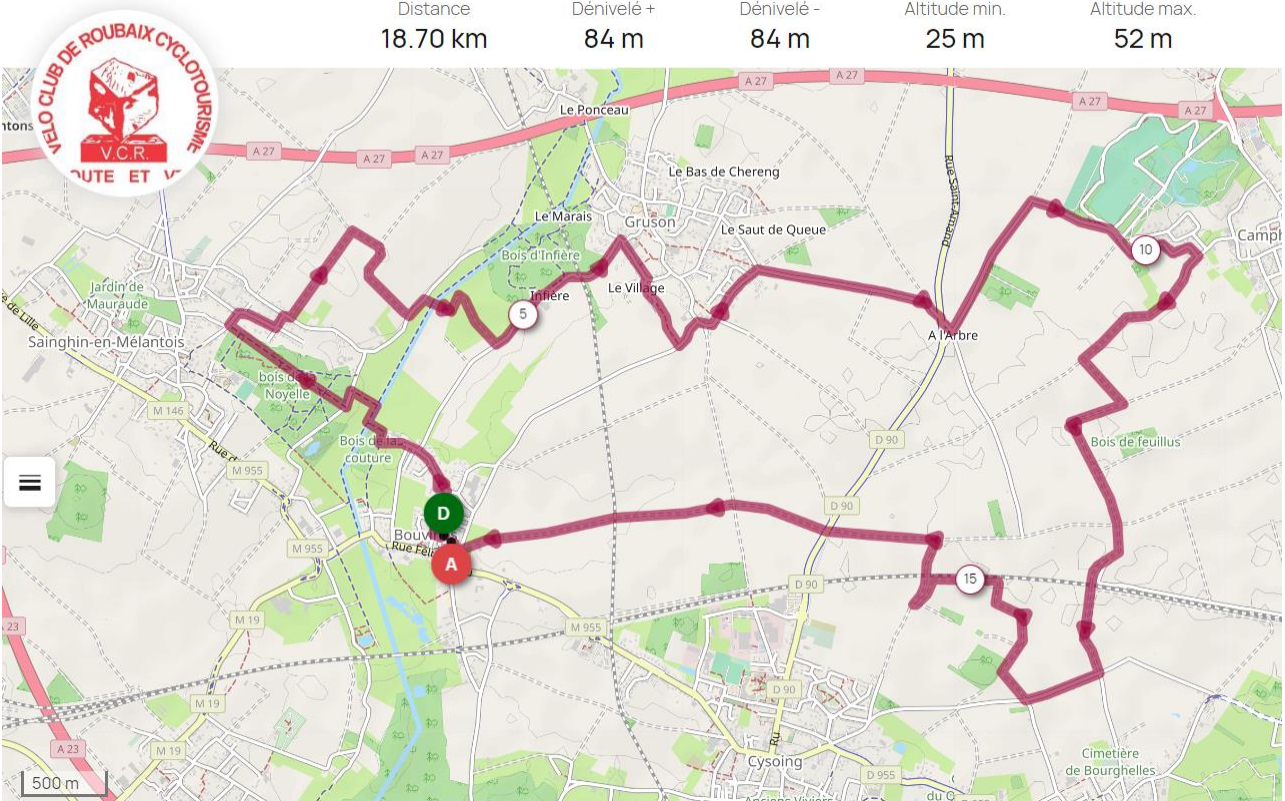 Distance
Dénivelé +
Dénivelé -
Altitude min.
Altitude max.
18.70 km
84 m
84 m
25 m
52 m
VELO CLUB DE ROUBAIX CYCLOTOURISME
V.C.R.
A 27
A 27
A 27
A 27
A 27
A 27
Le Ponceau
Le Bas de Chereng
Rue Saint-Amand
Le Marais
Gruson
Le Saut de Queue
10
Bois d'Infière
Jardin de
Mauraude
Infière
Le Village
5
Sainghin-en-Mélantois
A l'Arbre
bois de la
Noyelle
M 146
Bois de la
couture
D 90
Bois de feuillus
M 955
D
D 90
A
M 955
15
D 90
M 19
M 955
D 90
M 19
A 23
M 19
Cysoing
Cimetière
de Bourghelles
D 955
500 m